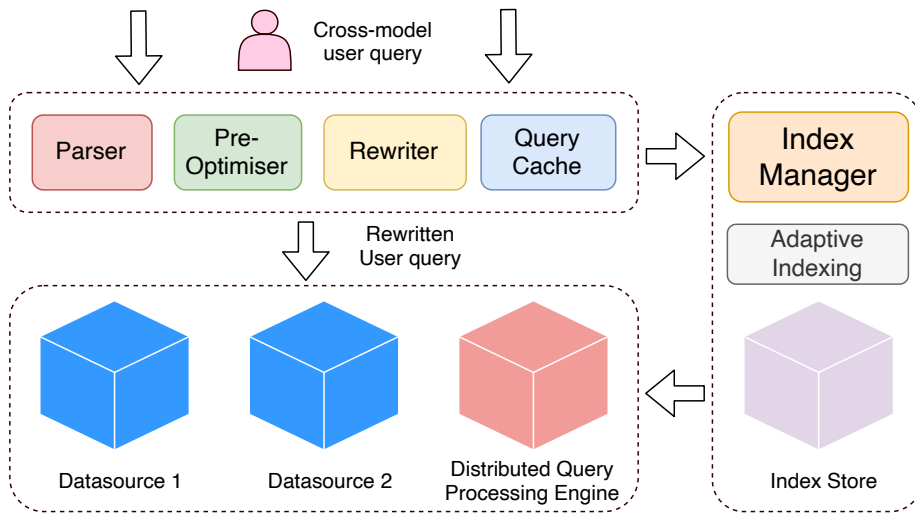 Cross-model
user query
Parser
Pre-
Optimiser
Rewriter
Query
Cache
Index
Manager
Adaptive
Indexing
Rewritten
User query
Datasource 1
Datasource 2
Distributed Query
Processing Engine
Index Store